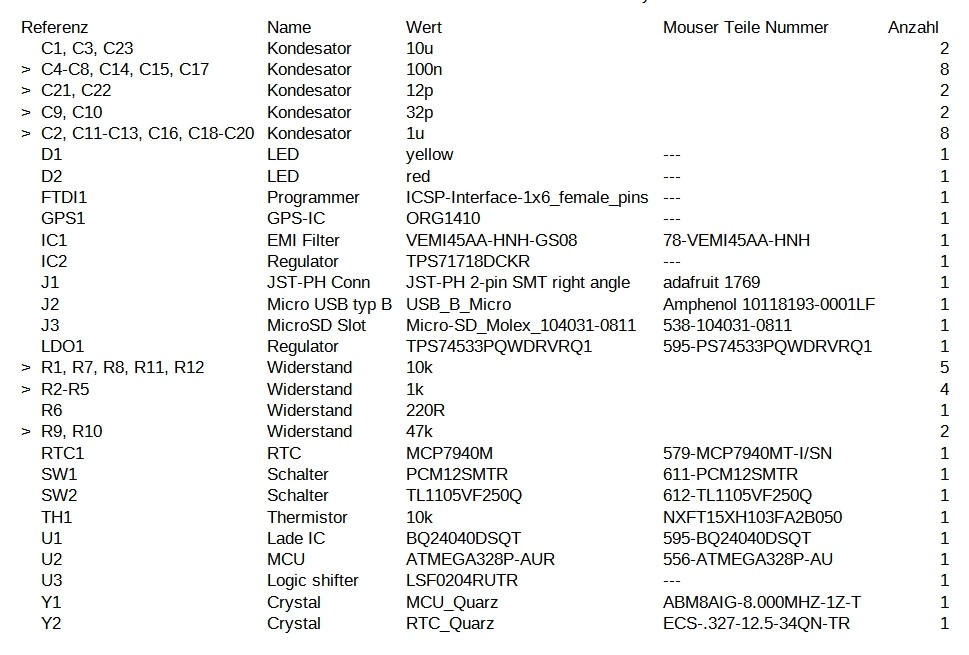 Referenz Name Wert Mouser Teile Nummer Anzahl
C1, C3, C23 Kondesator 10u 2
> C4-C8, C14, C15, C17 Kondesator 100n 8
> C21, C22 Kondesator 12p 2
> C9, C10 Kondesator 32p 2
> C2, C11-C13, C16, C18-C20 Kondesator 1u 8
D1 LED yellow --- 1
D2 LED red --- 1
FTDI1 Programmer ICSP-Interface-1x6_female_pins --- 1
GPS1 GPS-IC ORG1410 --- 1
IC1 EMI Filter VEMI45AA-HNH-GS08 78-VEMI45AA-HNH 1
IC2 Regulator TPS71718DCKR --- 1
J1 JST-PH Conn JST-PH 2-pin SMT right angle adafruit 1769 1
J2 Micro USB typ B USB_B_Micro Amphenol 10118193-0001LF 1
J3 MicroSD Slot Micro-SD_Molex_104031-0811 538-104031-0811 1
LDO1 Regulator TPS74533PQWDRVRQ1 595-PS74533PQWDRVRQ1 1
> R1, R7, R8, R11, R12 Widerstand 10k 5
> R2-R5 Widerstand 1k 4
R6 Widerstand 220R 1
> R9, R10 Widerstand 47k 2
RTC1 RTC MCP7940M 579-MCP7940MT-I/SN 1
SW1 Schalter PCM12SMTR 611-PCM12SMTR 1
SW2 Schalter TL1105VF250Q 612-TL1105VF250Q 1
TH1 Thermistor 10k NXFT15XH103FA2B050 1
U1 Lade IC BQ24040DSQT 595-BQ24040DSQT 1
U2 MCU ATMEGA328P-AUR 556-ATMEGA328P-AU 1
U3 Logic shifter LSF0204RUTR --- 1
Y1 Crystal MCU_Quarz ABM8AIG-8.000MHZ-1Z-T 1
Y2 Crystal RTC_Quarz ECS-.327-12.5-34QN-TR 1